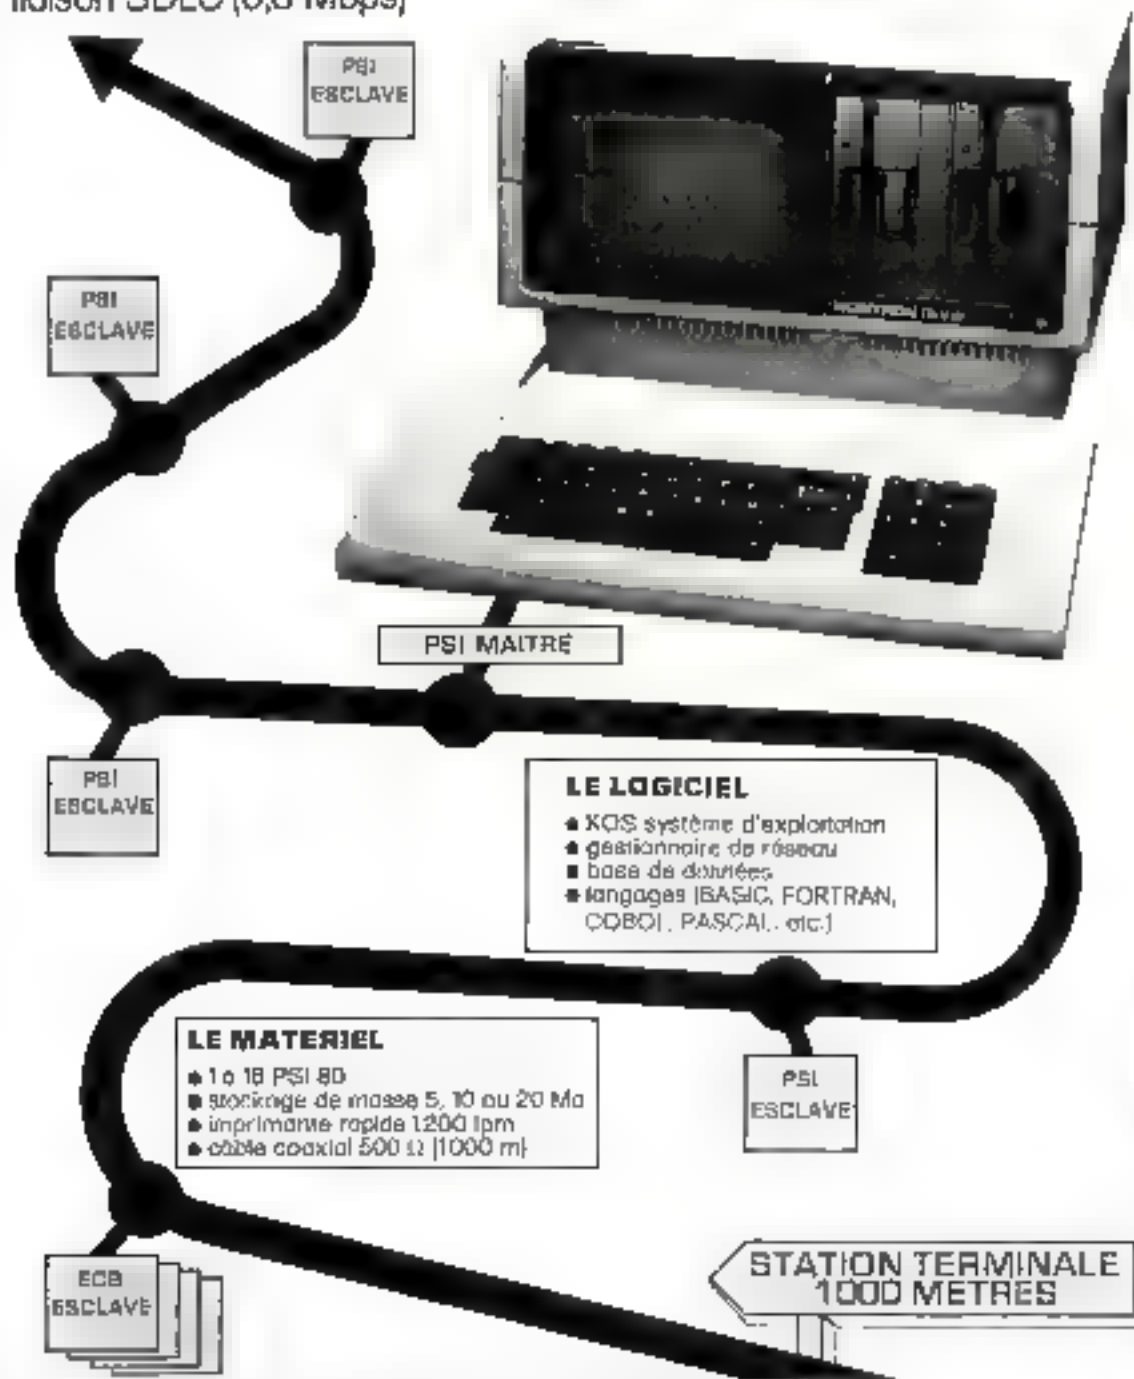 liaison SDLC (0,8 Mbps)
PSI
ESCLAVE
PSI
ESCLAVE
PSI MAITRE
PSI
ESCLAVE
LE LOGICIEL
KOS système d'exploitation
gestionnaire de réseau
base de données
langages (BASIC, FORTRAN,
COBOL, PASCAL, etc.)
LE MATERIEL
1 à 16 PSI 80
stockage de masse 5, 10 ou 20 Mo
imprimante rapide 1200 lpm
câble coaxial 500 Ω (1000 m)
PSI
ESCLAVE
ECB
ESCLAVE
STATION TERMINALE
1000 METRES